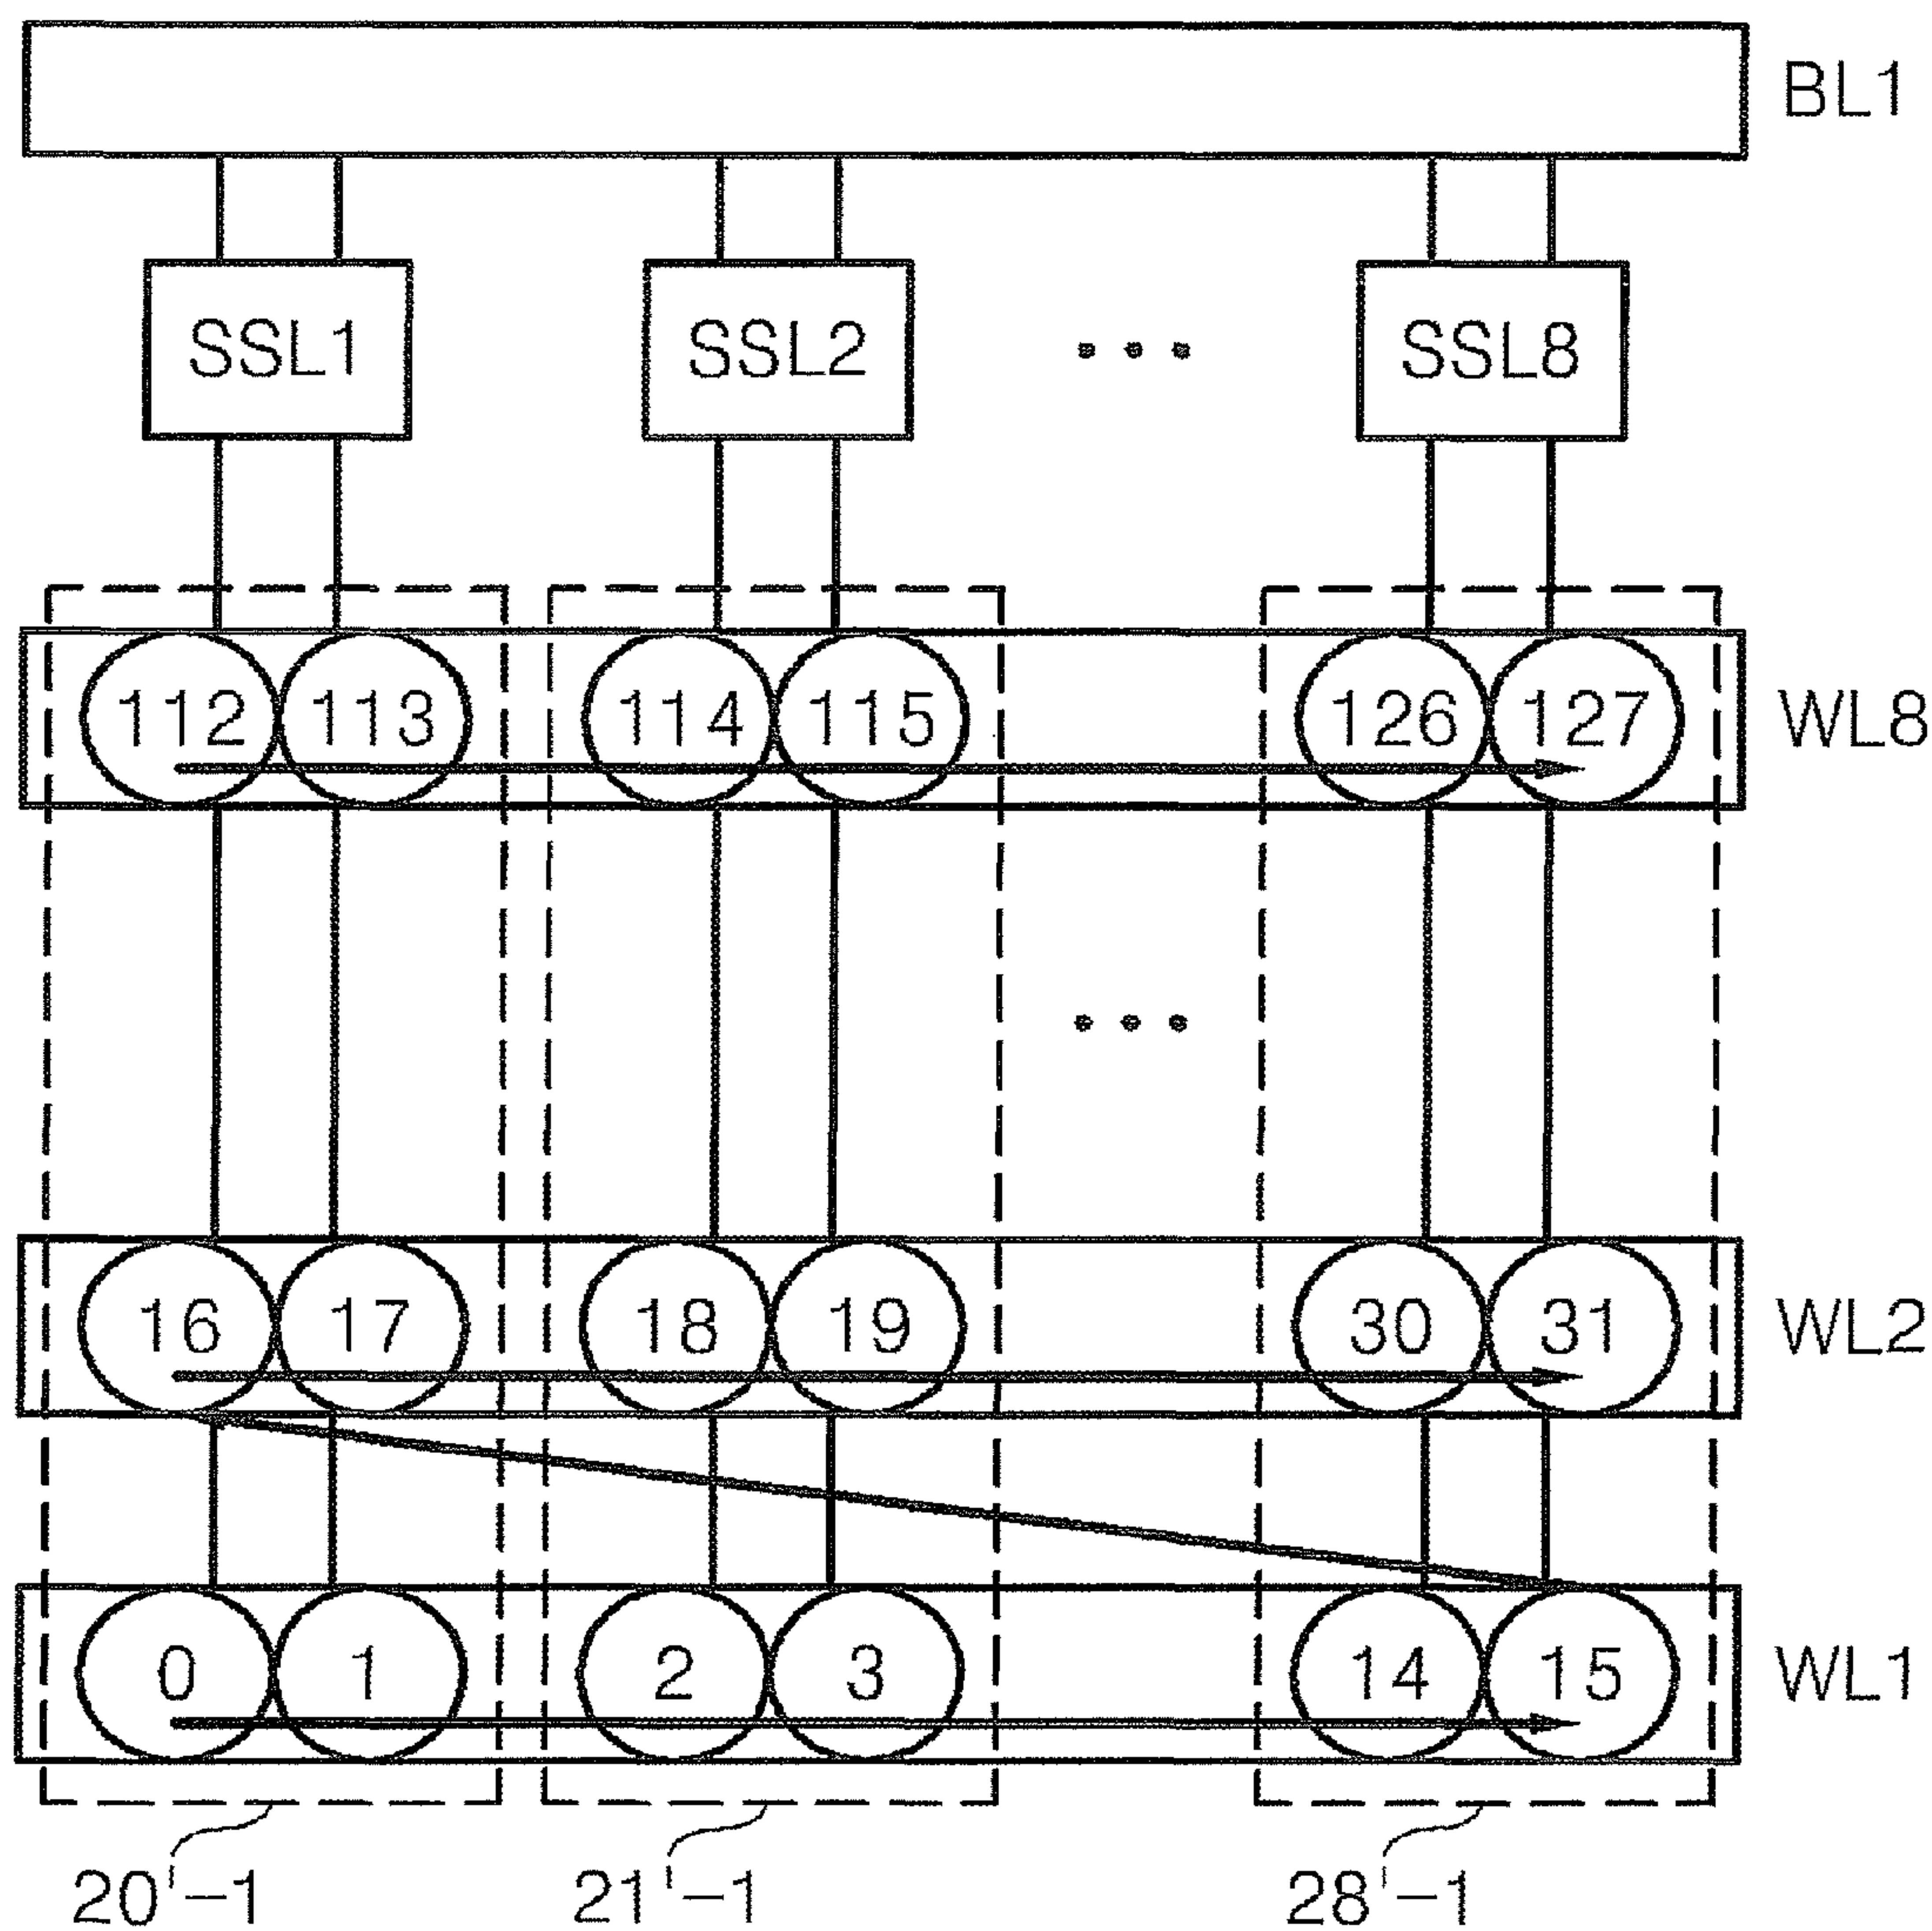 BL1
SSL1 SSL2 ... SSL8
112 113 114 115 126 127 WL8
...
16 17 18 19 30 31 WL2
0 1 2 3 14 15 WL1
20'-1 21'-1 28'-1